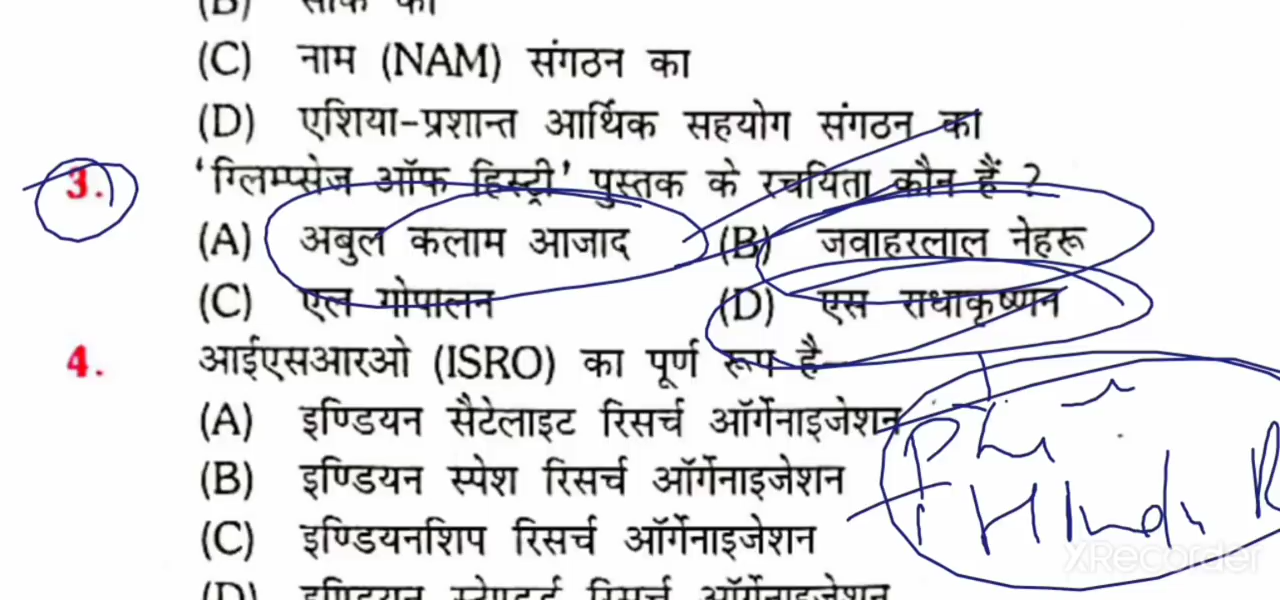 (C) नाम (NAM) संगठन का
(D) एशिया-प्रशान्त आर्थिक सहयोग संगठन का
3. 'ग्लिम्प्सेज ऑफ हिस्ट्री' पुस्तक के रचयिता कौन हैं ?
(A) अबुल कलाम आजाद (B) जवाहरलाल नेहरू
(C) एल गोपालन (D) एस राधाकृष्णन
4. आईएसआरओ (ISRO) का पूर्ण रूप है
(A) इण्डियन सैटेलाइट रिसर्च ऑर्गेनाइजेशन
(B) इण्डियन स्पेश रिसर्च ऑर्गेनाइजेशन
(C) इण्डियनशिप रिसर्च ऑर्गेनाइजेशन
XRecorder